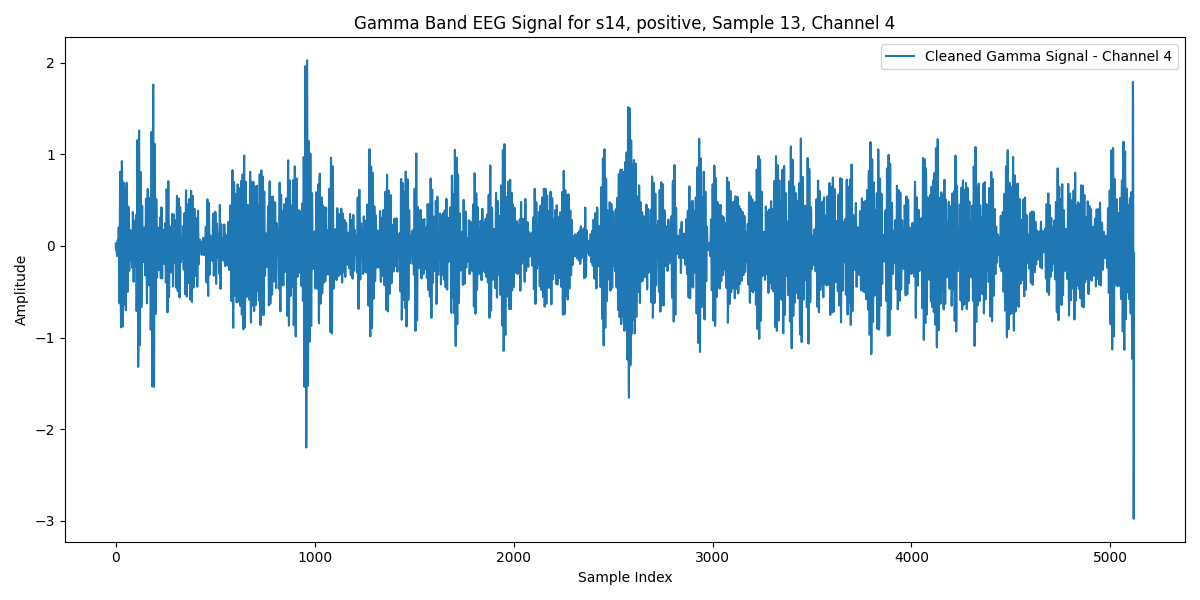 Gamma Band EEG Signal for s14, positive, Sample 13, Channel 4
Cleaned Gamma Signal - Channel 4
Amplitude
2
1
0
−1
−2
−3
0 1000 2000 3000 4000 5000
Sample Index